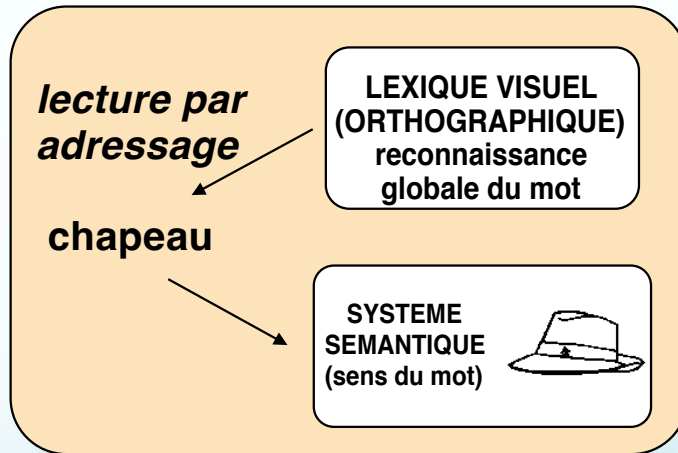 lecture par
adressage
LEXIQUE VISUEL
(ORTHOGRAPHIQUE)
reconnaissance
globale du mot
chapeau
SYSTEME
SEMANTIQUE
(sens du mot)